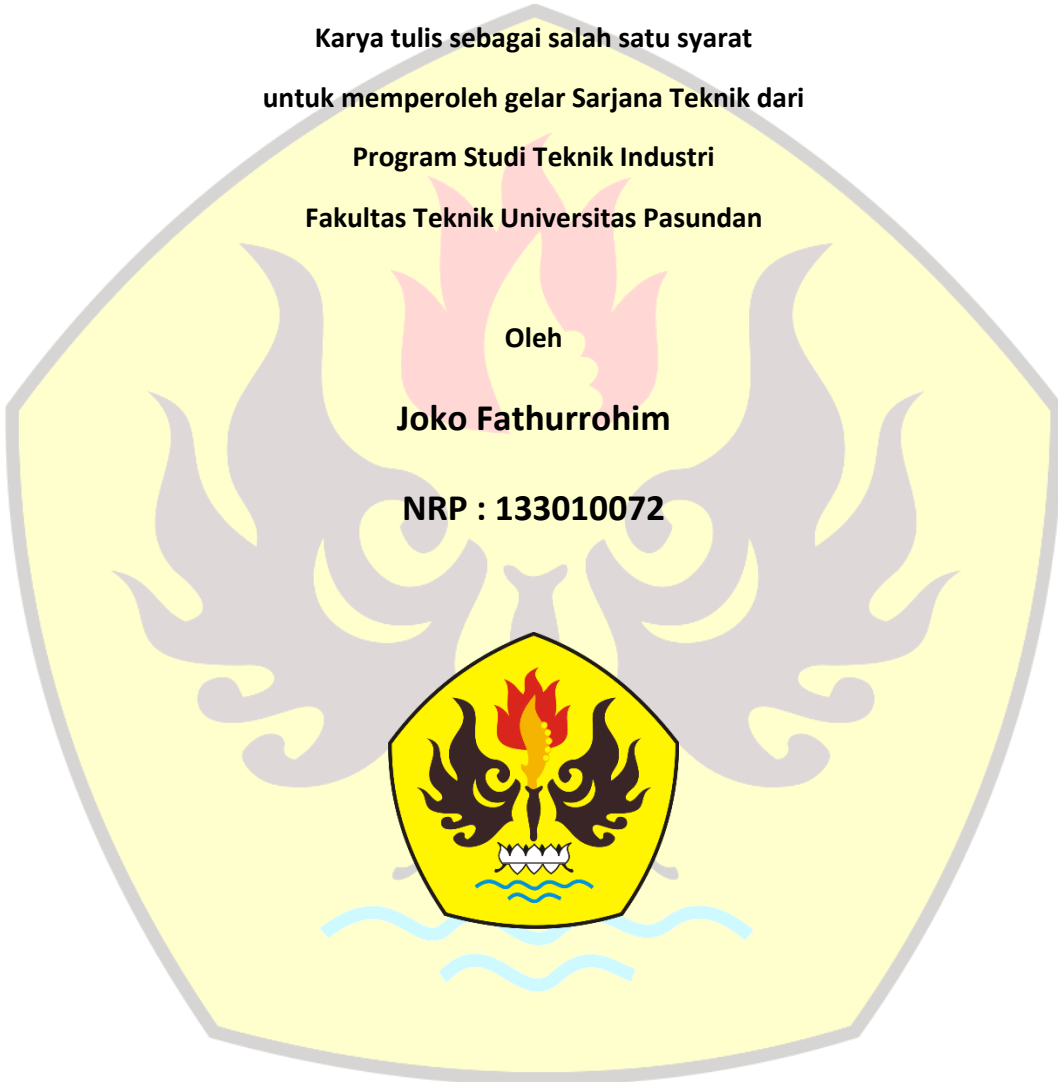 Karya tulis sebagai salah satu syarat
untuk memperoleh gelar Sarjana Teknik dari
Program Studi Teknik Industri
Fakultas Teknik Universitas Pasundan
Oleh
Joko Fathurrohim
NRP : 133010072